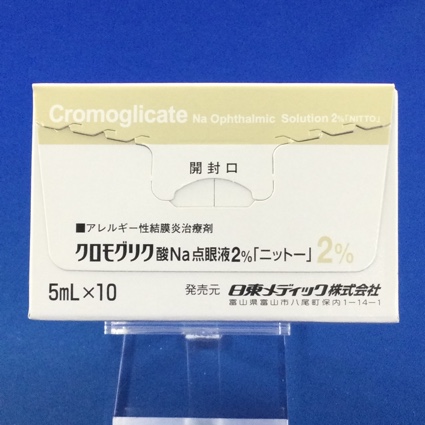 Cromoglicate Na Ophthalmic Solution 2%「NITTO」
開封口
■アレルギー性結膜炎治療剤
クロモグリク酸Na点眼液2%「ニットー」 2%
5mL×10
発売元 日東メディック株式会社
富山県富山市八尾町保内1-14-1